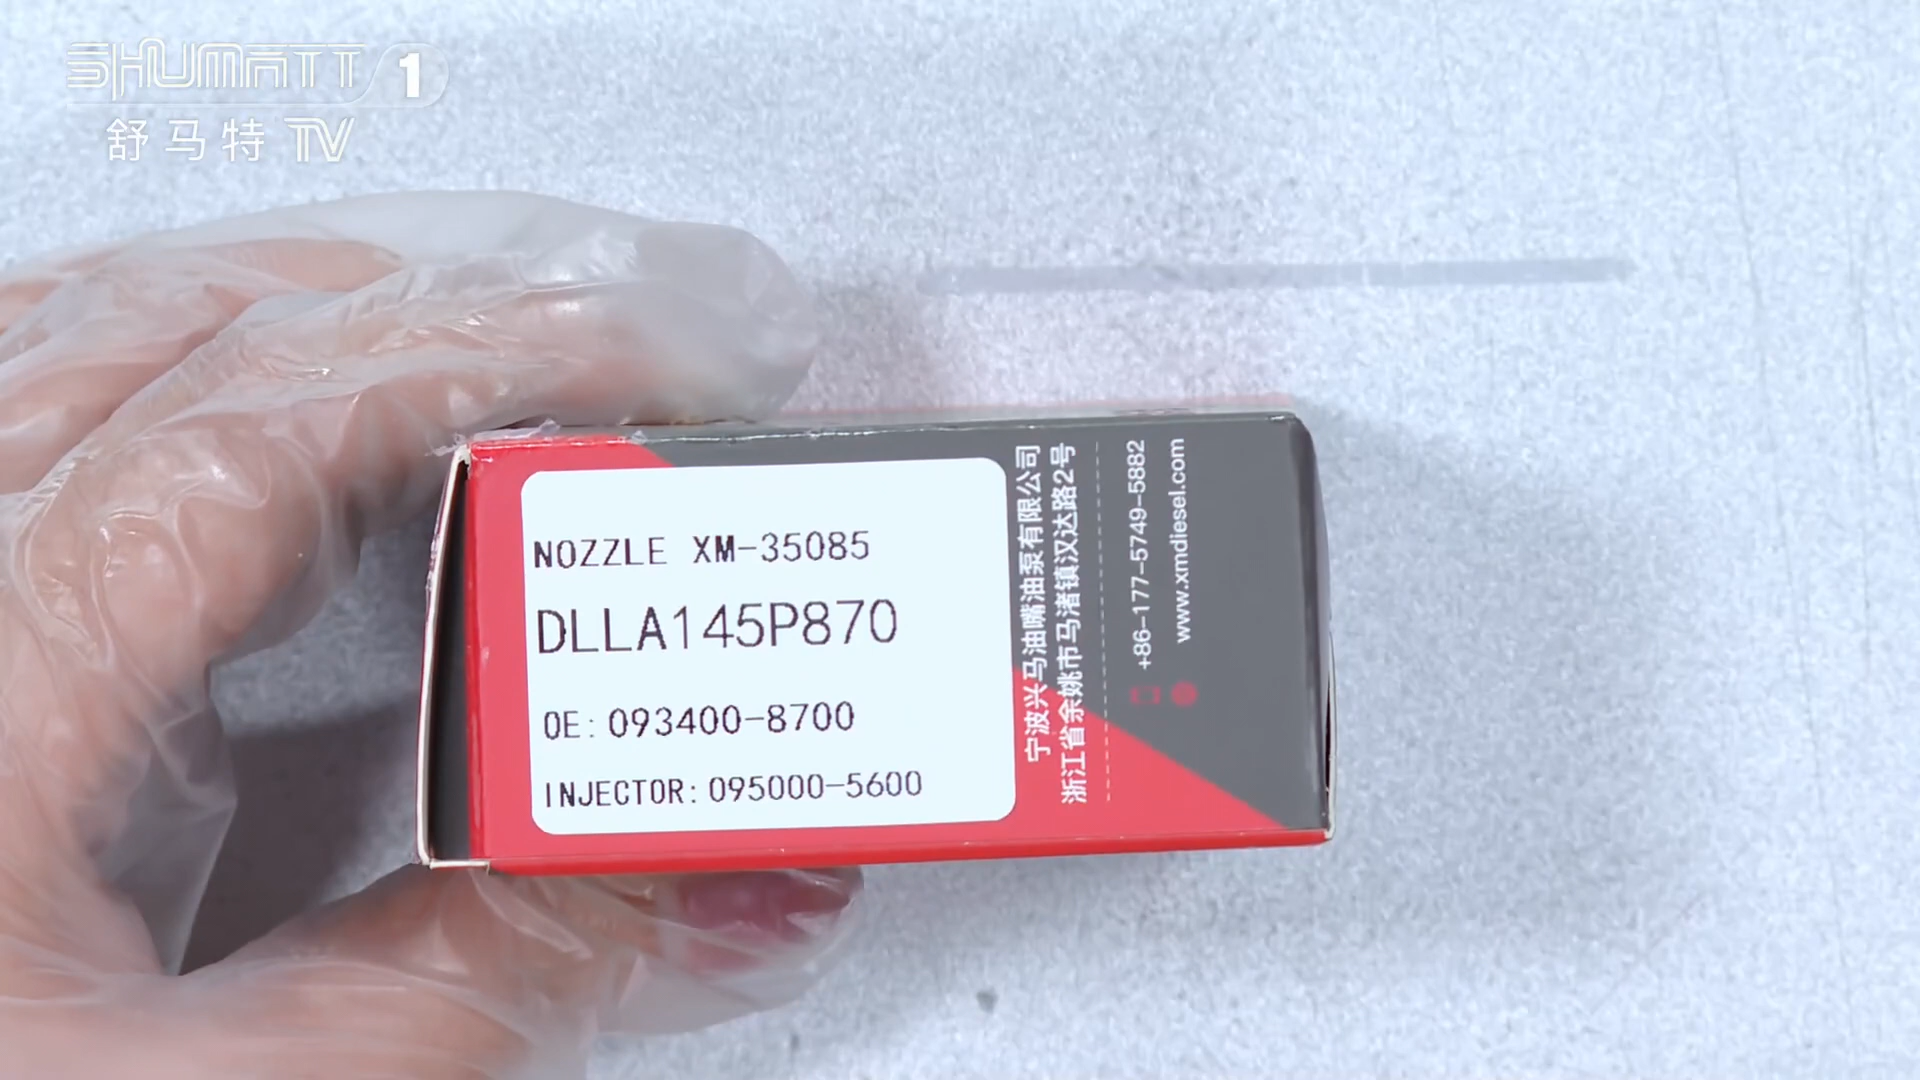 SHUMATT 1
舒马特 TV
NOZZLE XM-35085
DLLA145P870
OE: 093400-8700
INJECTOR: 095000-5600
宁波兴马油嘴油泵有限公司
浙江省余姚市马渚镇汉达路2号
+86-177-5749-5882
www.xmdiesel.com